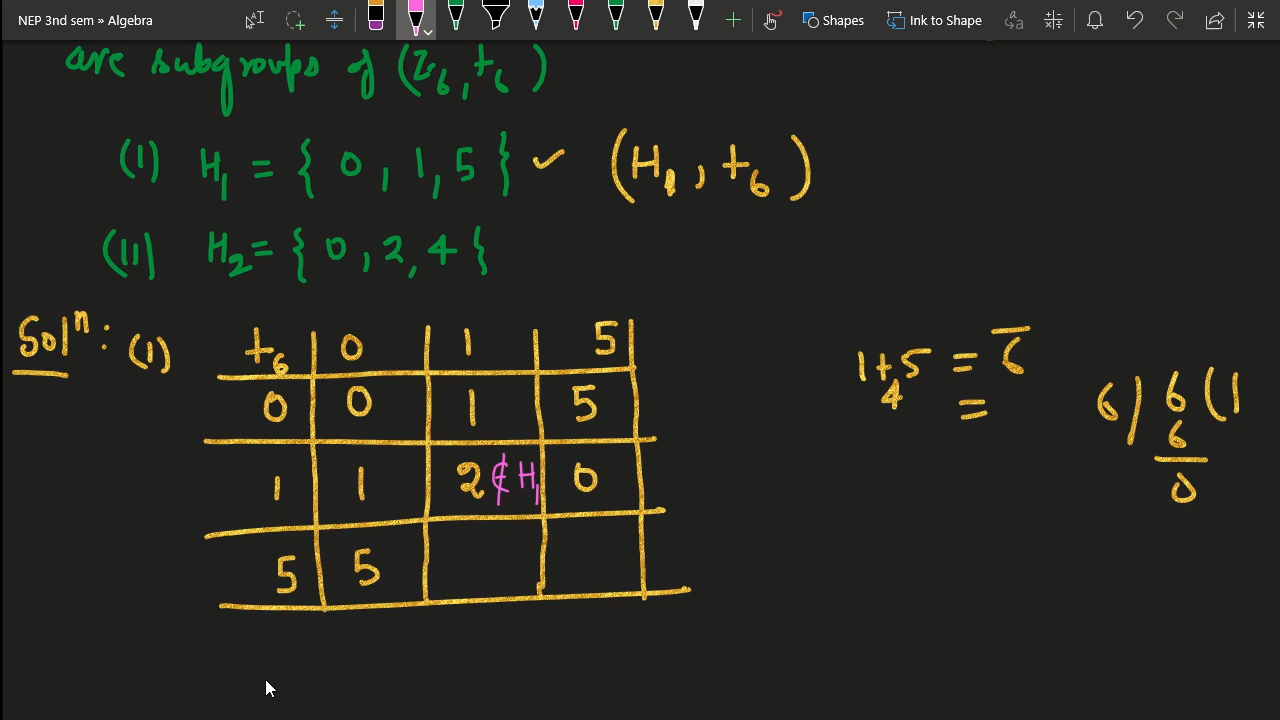 NEP 3nd sem » Algebra Shapes Ink to Shape
are subgroups of (Z₆, +₆)
(I) H₁ = { 0, 1, 5 } ✓ (H₁, +₆)
(II) H₂ = { 0, 2, 4 }
Solⁿ: (1)
+₆ 0 1 5
0 0 1 5
1 1 2 ∉ H₁ 0
5 5
1+5 = 6̅
4 =
6) 6 (1
6
0